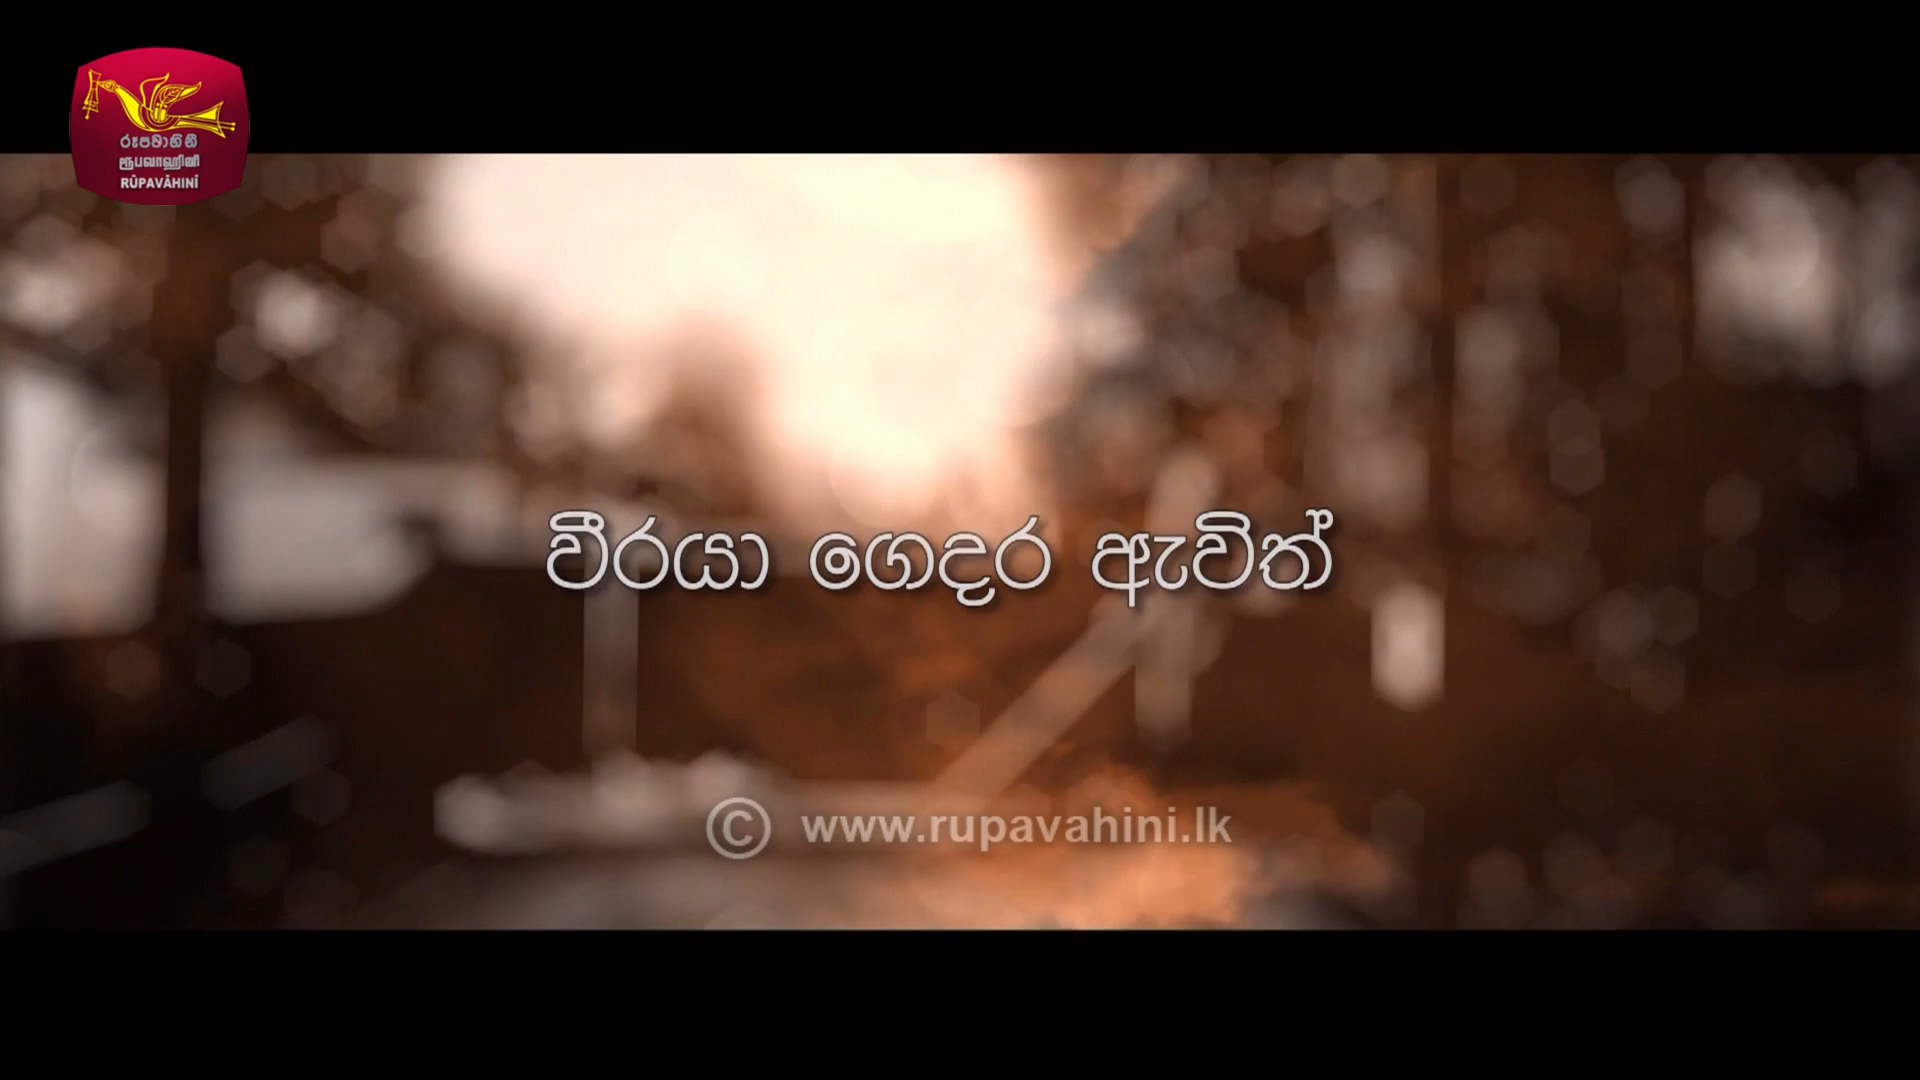 රූපවාහිනී
ரூபவாஹினி
RŪPAVĀHINĪ
වීරයා ගෙදර ඇවිත්
© www.rupavahini.lk